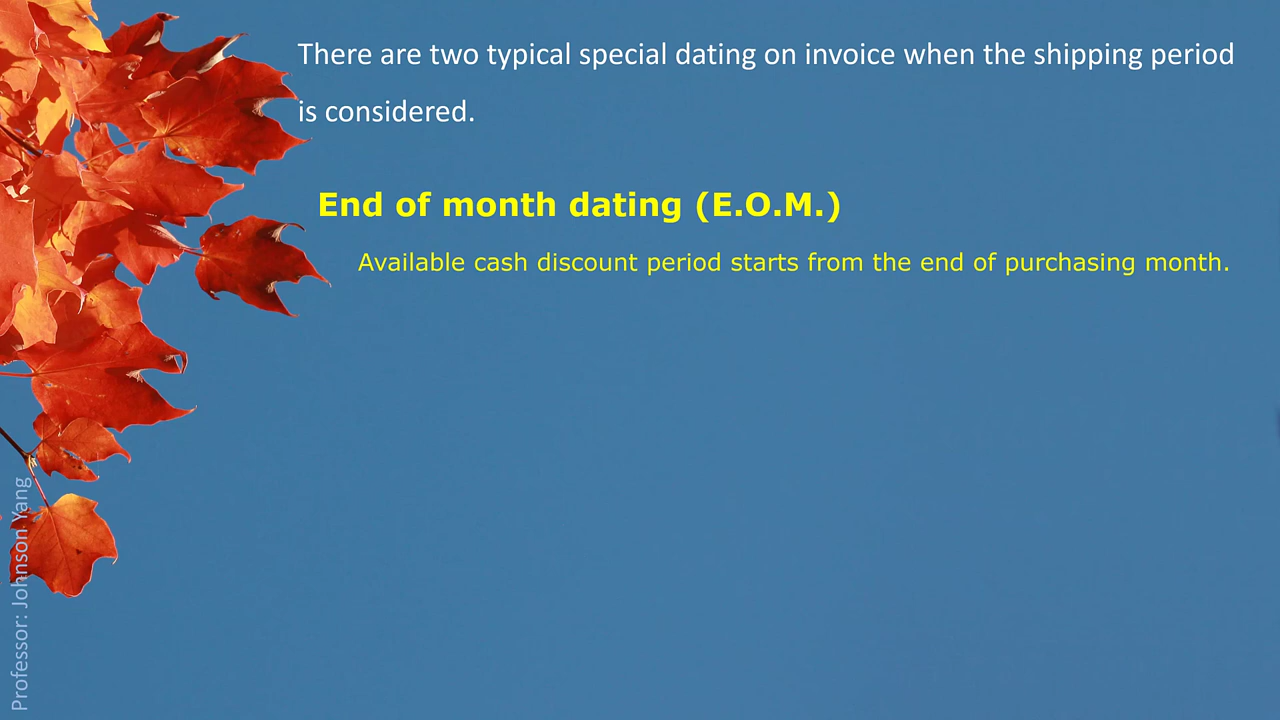 There are two typical special dating on invoice when the shipping period
is considered.
End of month dating (E.O.M.)
Available cash discount period starts from the end of purchasing month.
Professor: Johnson Yang